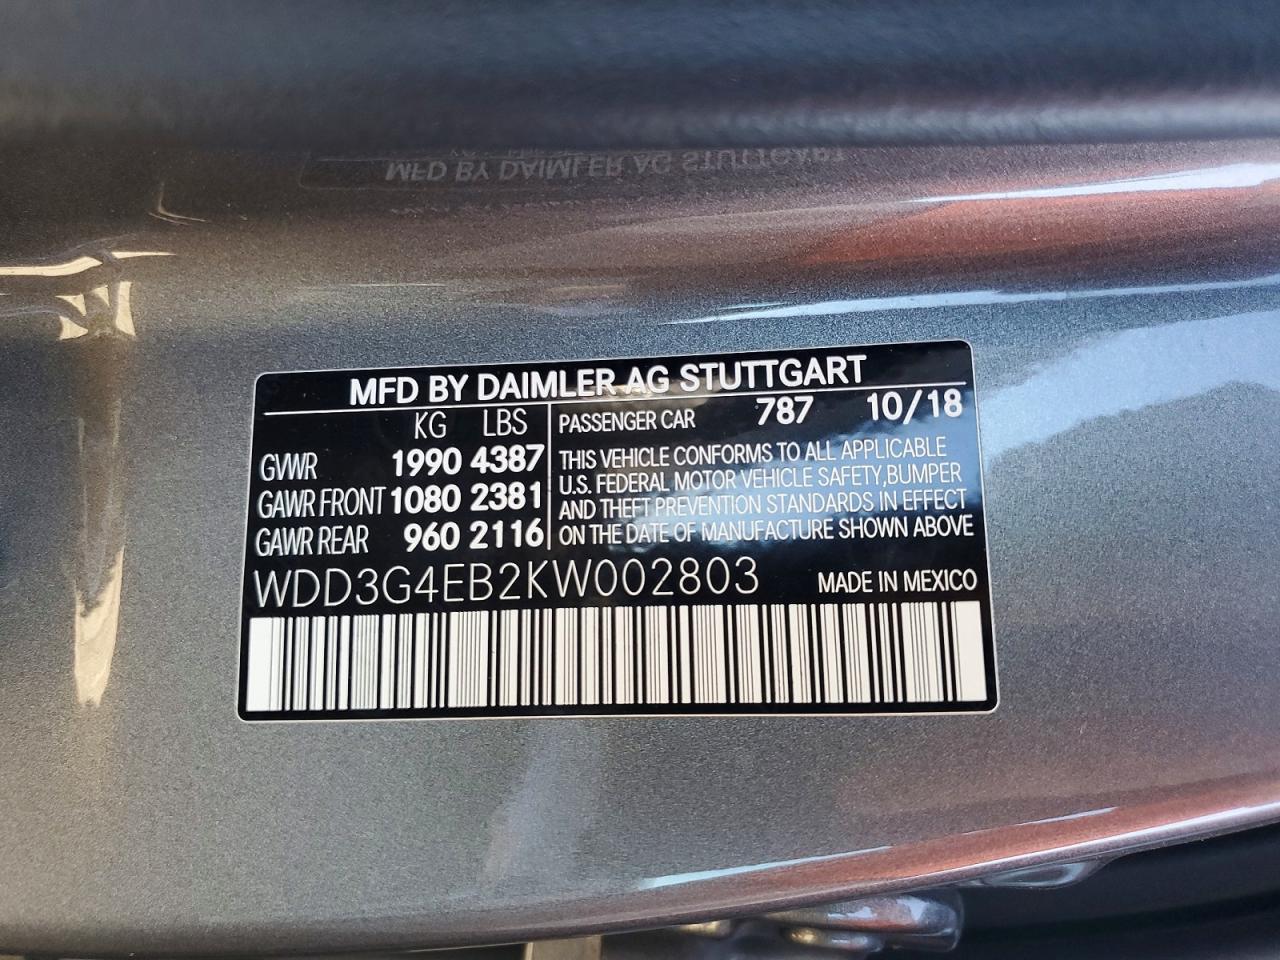 MFD BY DAIMLER AG STUTTGART
MFD BY DAIMLER AG STUTTGART
KG LBS
GVWR 1990 4387
GAWR FRONT 1080 2381
GAWR REAR 960 2116
PASSENGER CAR 787 10/18
THIS VEHICLE CONFORMS TO ALL APPLICABLE
U.S. FEDERAL MOTOR VEHICLE SAFETY,BUMPER
AND THEFT PREVENTION STANDARDS IN EFFECT
ON THE DATE OF MANUFACTURE SHOWN ABOVE
WDD3G4EB2KW002803 MADE IN MEXICO